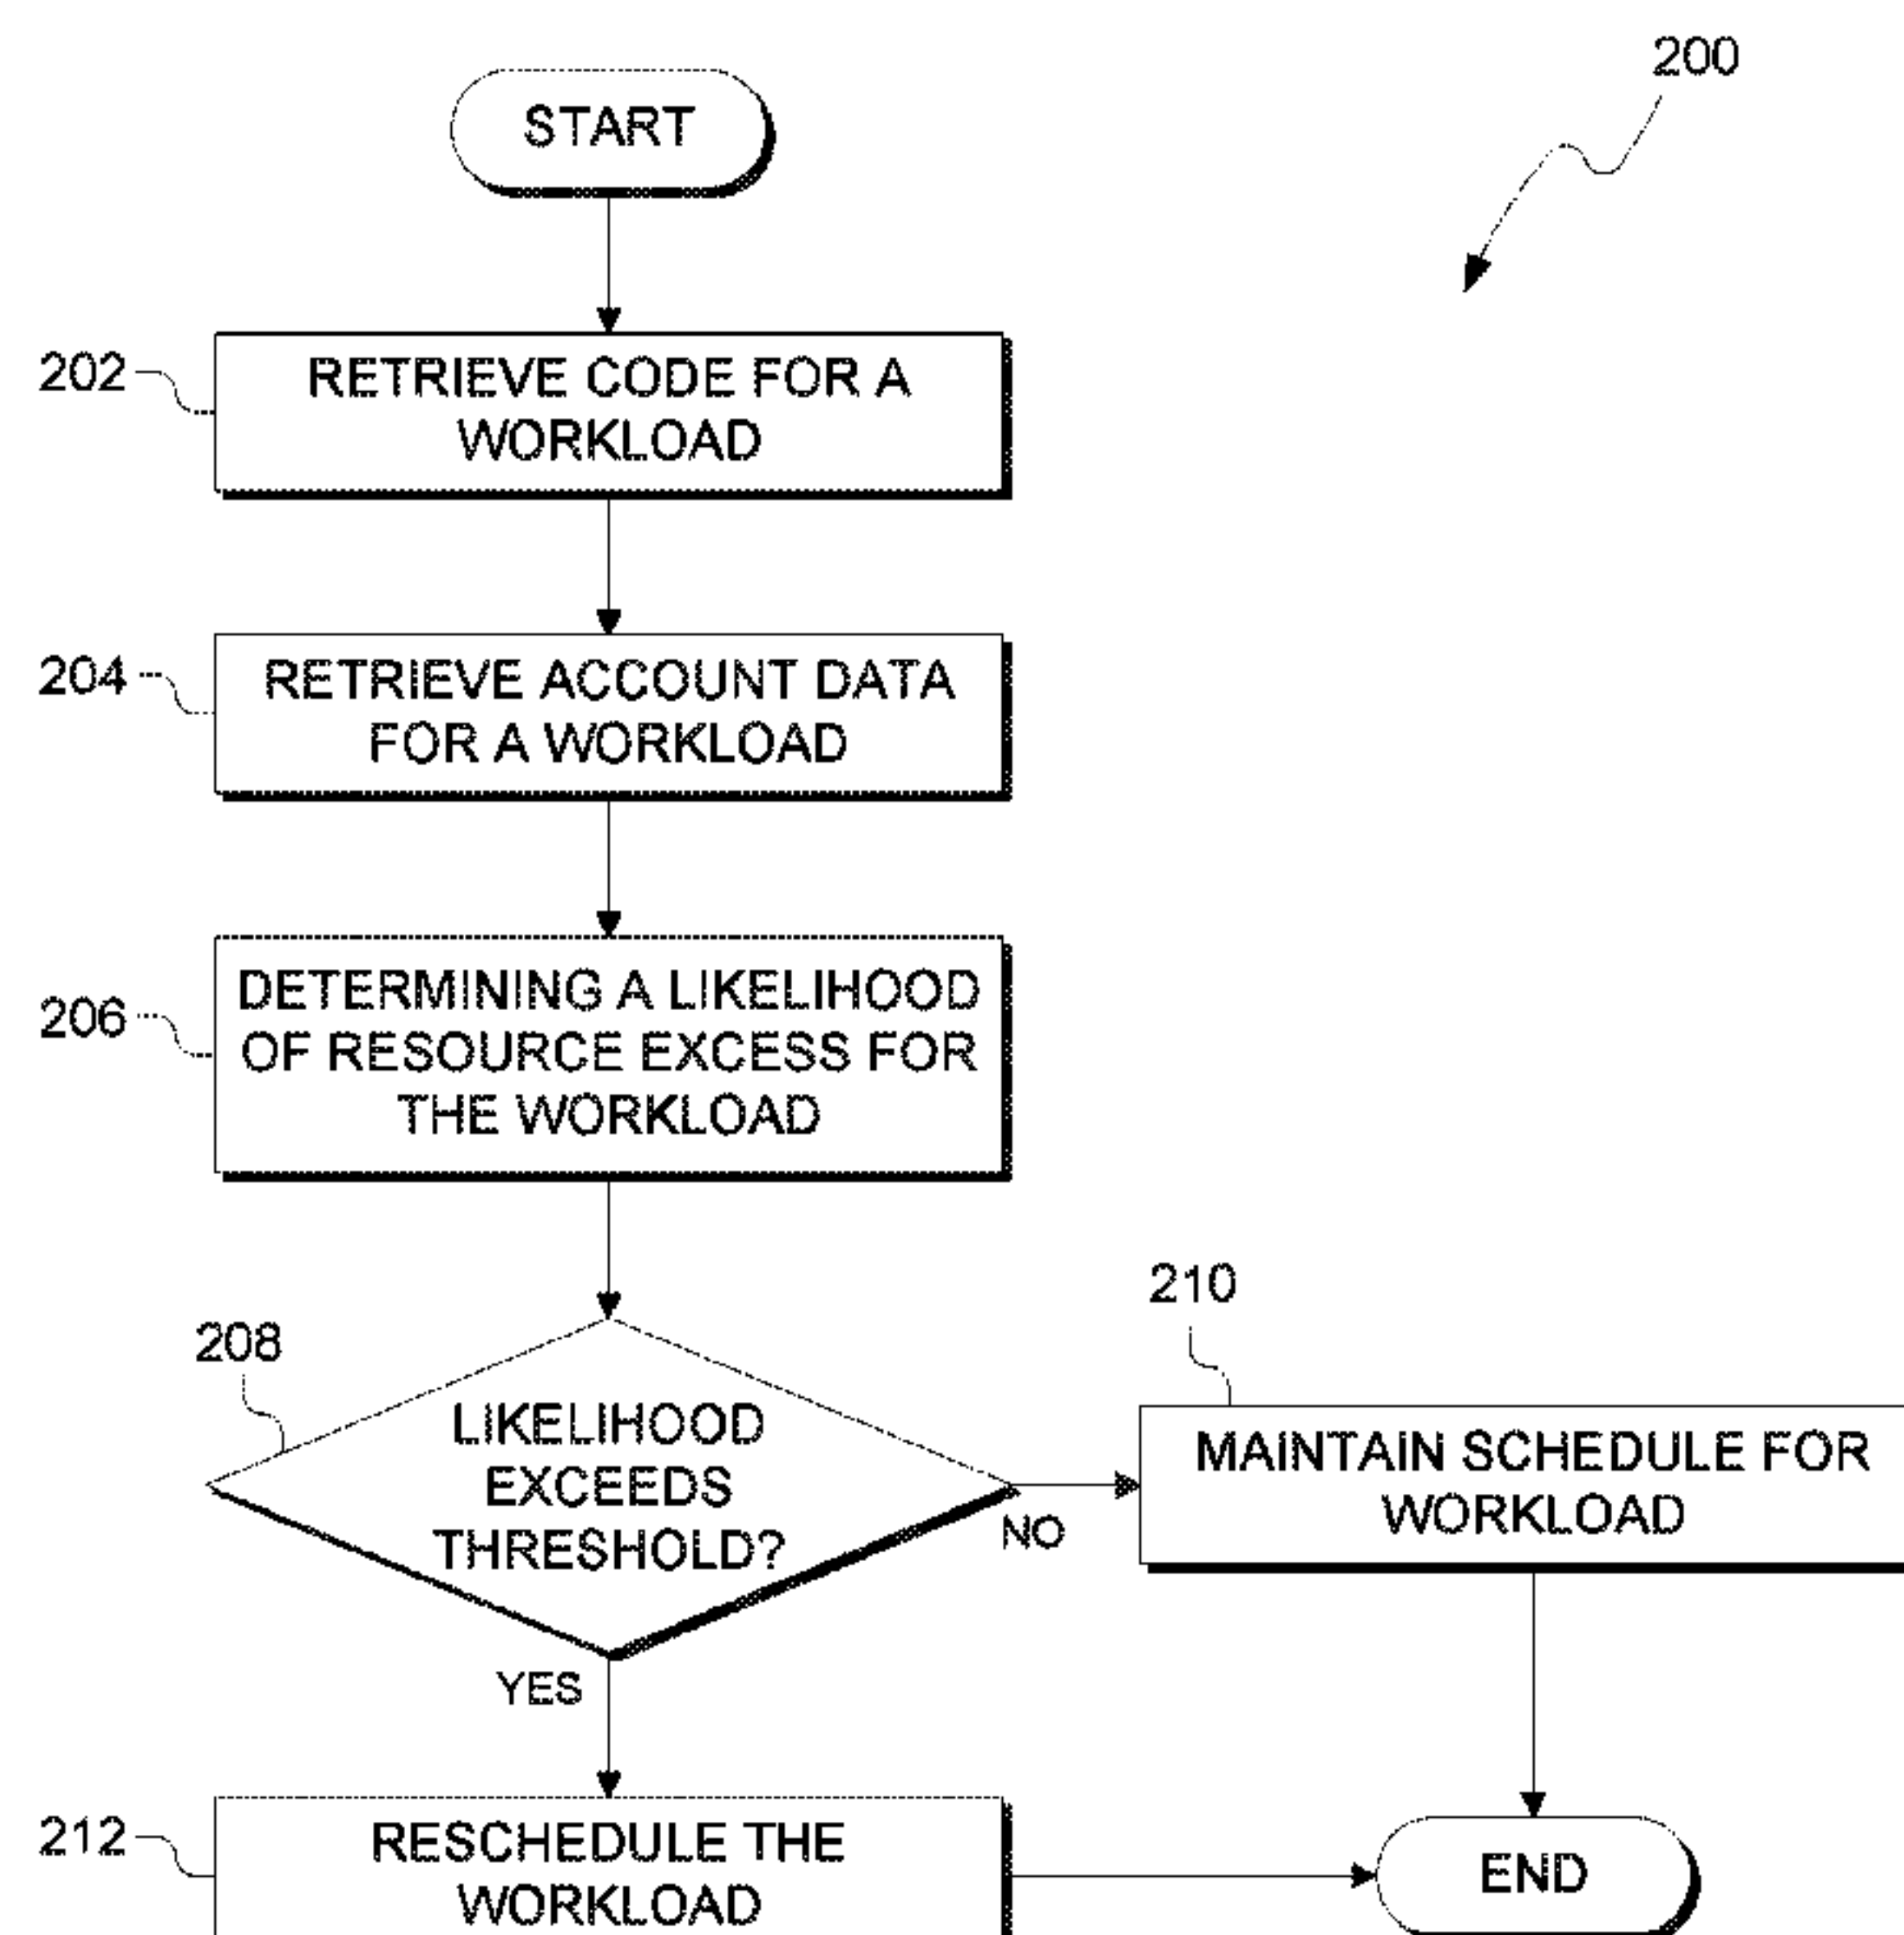 200
START
202
RETRIEVE CODE FOR A
WORKLOAD
204
RETRIEVE ACCOUNT DATA
FOR A WORKLOAD
206
DETERMINING A LIKELIHOOD
OF RESOURCE EXCESS FOR
THE WORKLOAD
208
LIKELIHOOD
EXCEEDS
THRESHOLD?
NO
210
MAINTAIN SCHEDULE FOR
WORKLOAD
YES
212
RESCHEDULE THE
WORKLOAD
END